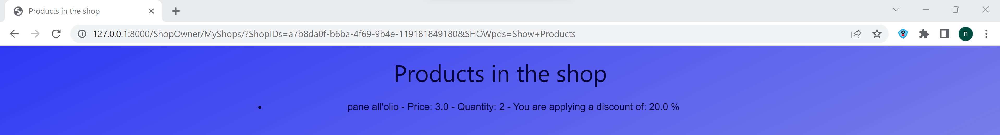 Products in the shop
127.0.0.1:8000/ShopOwner/MyShops/?ShopIDs=a7b8da0f-b6ba-4f69-9b4e-119181849180&SHOWpds=Show+Products
n
Products in the shop
• pane all'olio - Price: 3.0 - Quantity: 2 - You are applying a discount of: 20.0 %